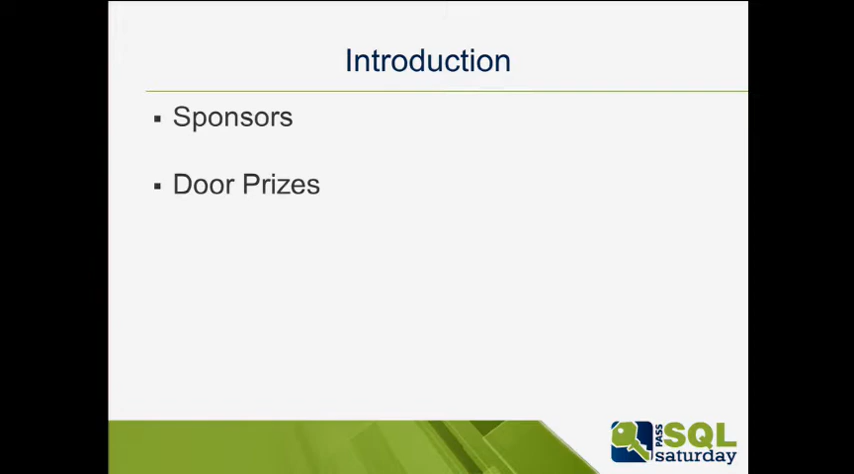 Introduction
▪ Sponsors
▪ Door Prizes
PASS
SQL
saturday